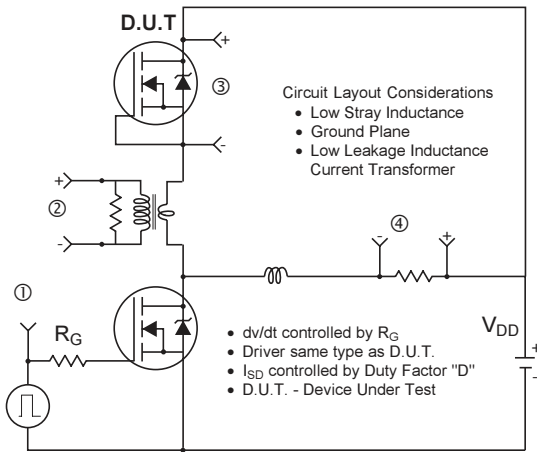 D.U.T
+
③
-
Circuit Layout Considerations
• Low Stray Inductance
• Ground Plane
• Low Leakage Inductance
Current Transformer
+
②
-
④
-
+
①
RG
VDD
+
-
• dv/dt controlled by RG
• Driver same type as D.U.T.
• ISD controlled by Duty Factor "D"
• D.U.T. - Device Under Test